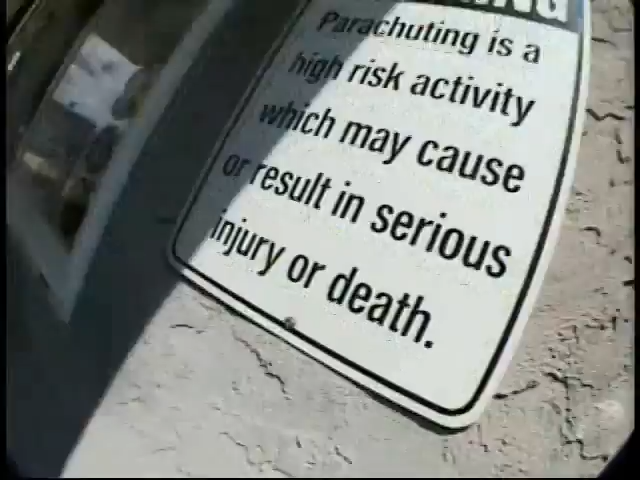 Parachuting is a
high risk activity
which may cause
or result in serious
injury or death.